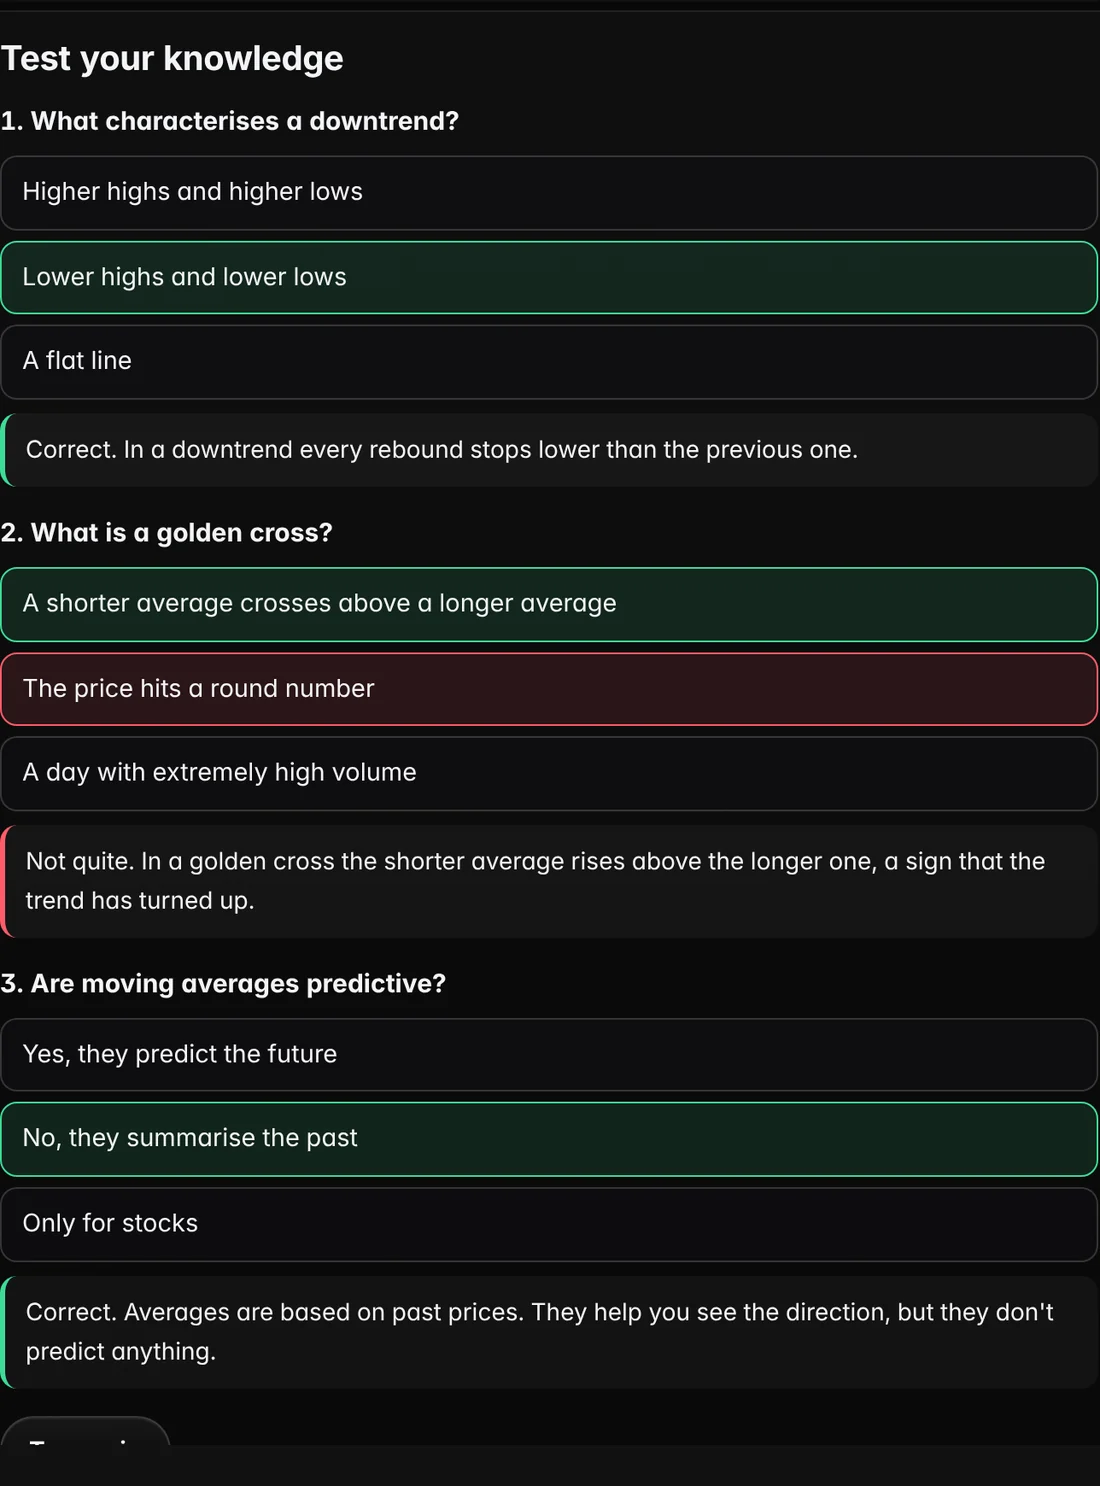 Test your knowledge
1. What characterises a downtrend?
Higher highs and higher lows
Lower highs and lower lows
A flat line
Correct. In a downtrend every rebound stops lower than the previous one.
2. What is a golden cross?
A shorter average crosses above a longer average
The price hits a round number
A day with extremely high volume
Not quite. In a golden cross the shorter average rises above the longer one, a sign that the
trend has turned up.
3. Are moving averages predictive?
Yes, they predict the future
No, they summarise the past
Only for stocks
Correct. Averages are based on past prices. They help you see the direction, but they don't
predict anything.